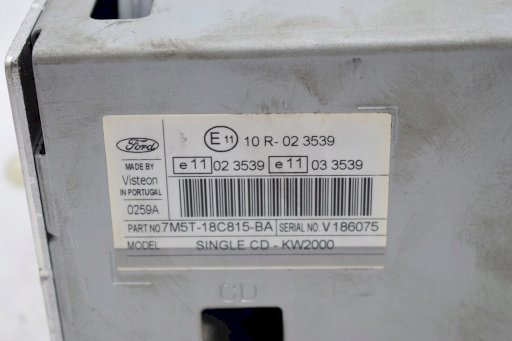 Ford
E 11 10 R- 02 3539
MADE BY
Visteon
IN PORTUGAL
0259A
e 11 02 3539 e 11 03 3539
PART NO 7M5T-18C815-BA SERIAL NO. V186075
MODEL SINGLE CD - KW2000
CD